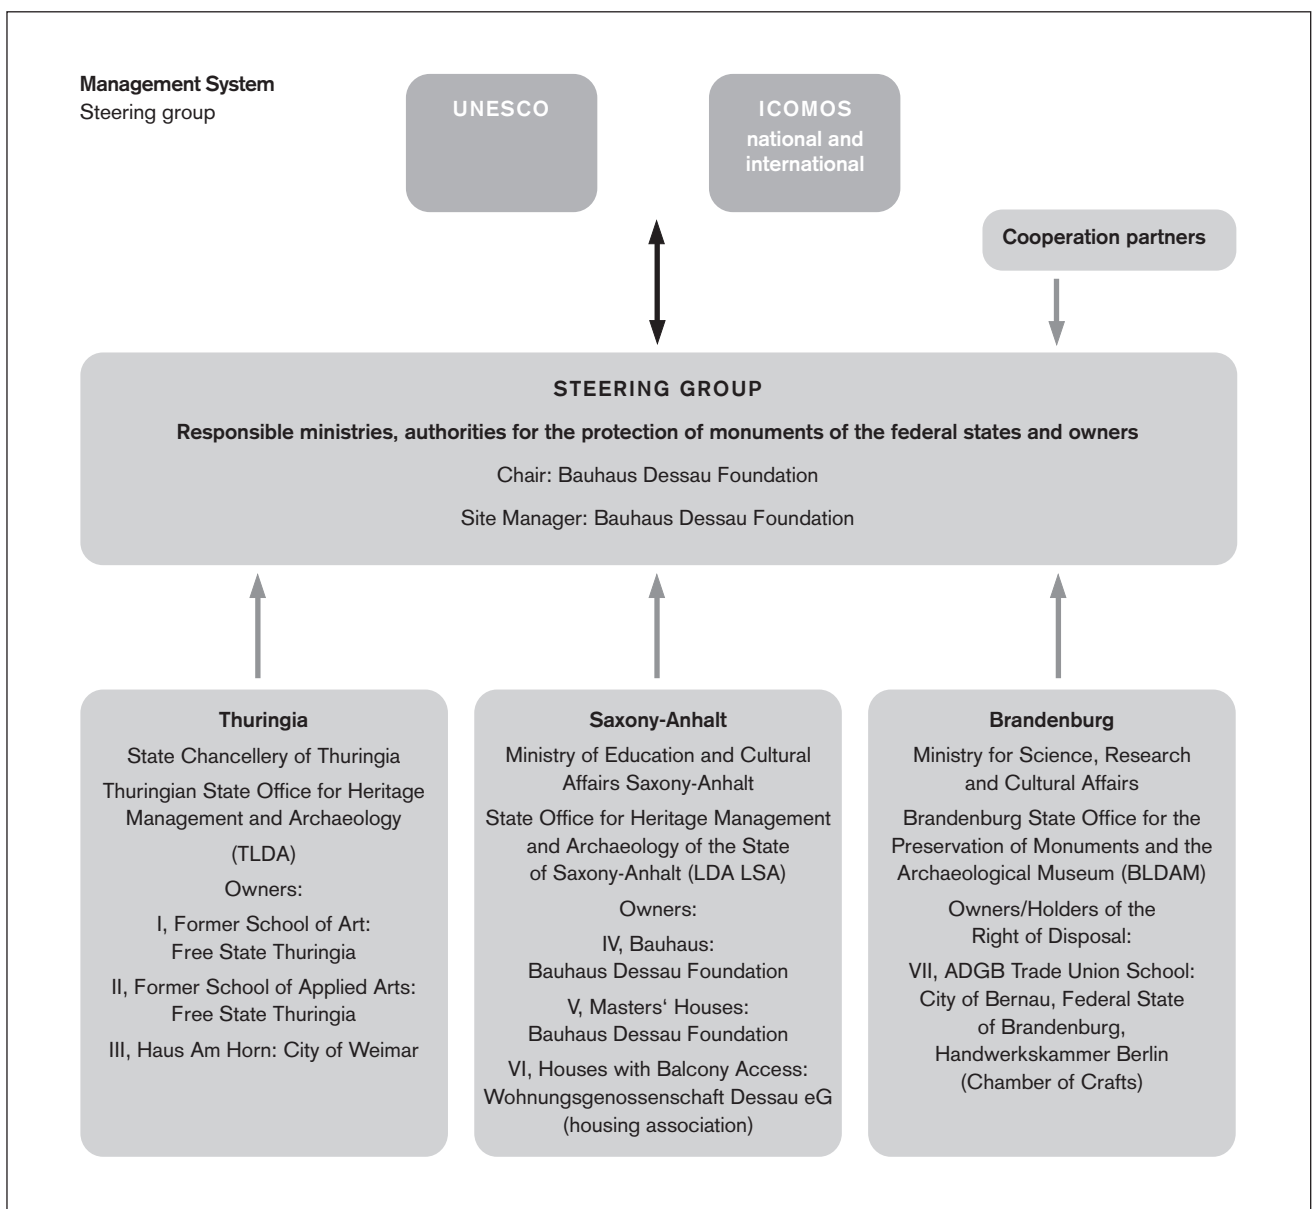 Management System
Steering group
UNESCO
ICOMOS
national and
international
Cooperation partners
STEERING GROUP
Responsible ministries, authorities for the protection of monuments of the federal states and owners
Chair: Bauhaus Dessau Foundation
Site Manager: Bauhaus Dessau Foundation
Thuringia
State Chancellery of Thuringia
Thuringian State Office for Heritage
Management and Archaeology
(TLDA)
Owners:
I, Former School of Art:
Free State Thuringia
II, Former School of Applied Arts:
Free State Thuringia
III, Haus Am Horn: City of Weimar
Saxony-Anhalt
Ministry of Education and Cultural
Affairs Saxony-Anhalt
State Office for Heritage Management
and Archaeology of the State
of Saxony-Anhalt (LDA LSA)
Owners:
IV, Bauhaus:
Bauhaus Dessau Foundation
V, Masters‘ Houses:
Bauhaus Dessau Foundation
VI, Houses with Balcony Access:
Wohnungsgenossenschaft Dessau eG
(housing association)
Brandenburg
Ministry for Science, Research
and Cultural Affairs
Brandenburg State Office for the
Preservation of Monuments and the
Archaeological Museum (BLDAM)
Owners/Holders of the
Right of Disposal:
VII, ADGB Trade Union School:
City of Bernau, Federal State
of Brandenburg,
Handwerkskammer Berlin
(Chamber of Crafts)